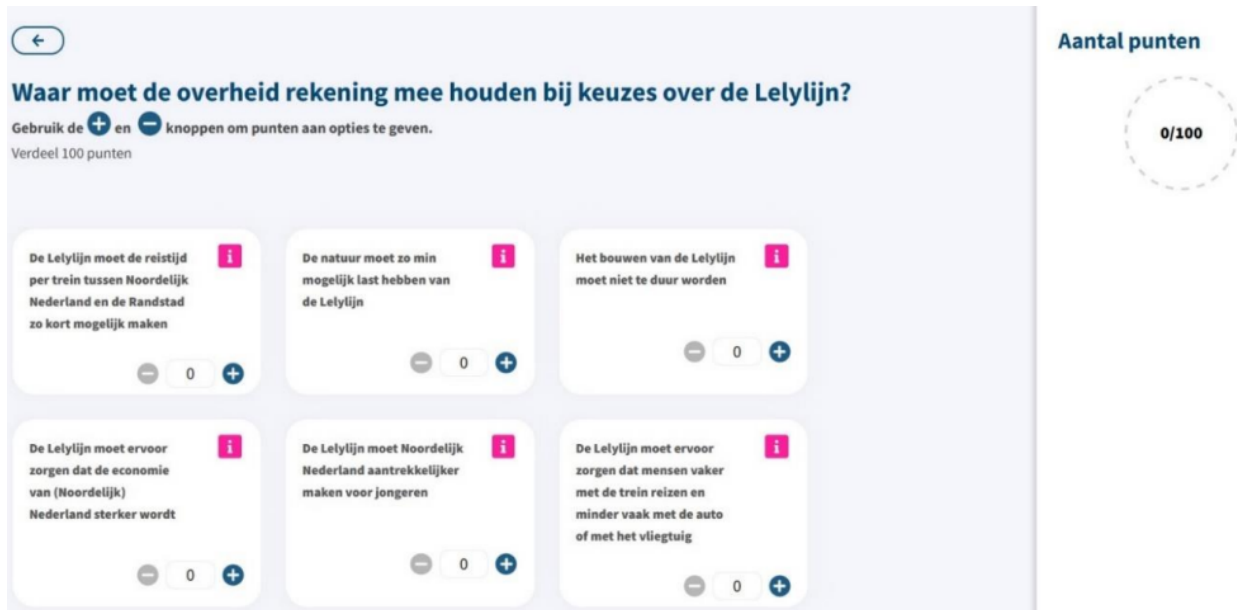 Aantal punten
Waar moet de overheid rekening mee houden bij keuzes over de Lelylijn?
Gebruik de + en − knoppen om punten aan opties te geven.
Verdeel 100 punten
0/100
De Lelylijn moet de reistijd
per trein tussen Noordelijk
Nederland en de Randstad
zo kort mogelijk maken
i
− 0 +
De natuur moet zo min
mogelijk last hebben van
de Lelylijn
i
− 0 +
Het bouwen van de Lelylijn
moet niet te duur worden
i
− 0 +
De Lelylijn moet ervoor
zorgen dat de economie
van (Noordelijk)
Nederland sterker wordt
i
− 0 +
De Lelylijn moet Noordelijk
Nederland aantrekkelijker
maken voor jongeren
i
− 0 +
De Lelylijn moet ervoor
zorgen dat mensen vaker
met de trein reizen en
minder vaak met de auto
of met het vliegtuig
i
− 0 +